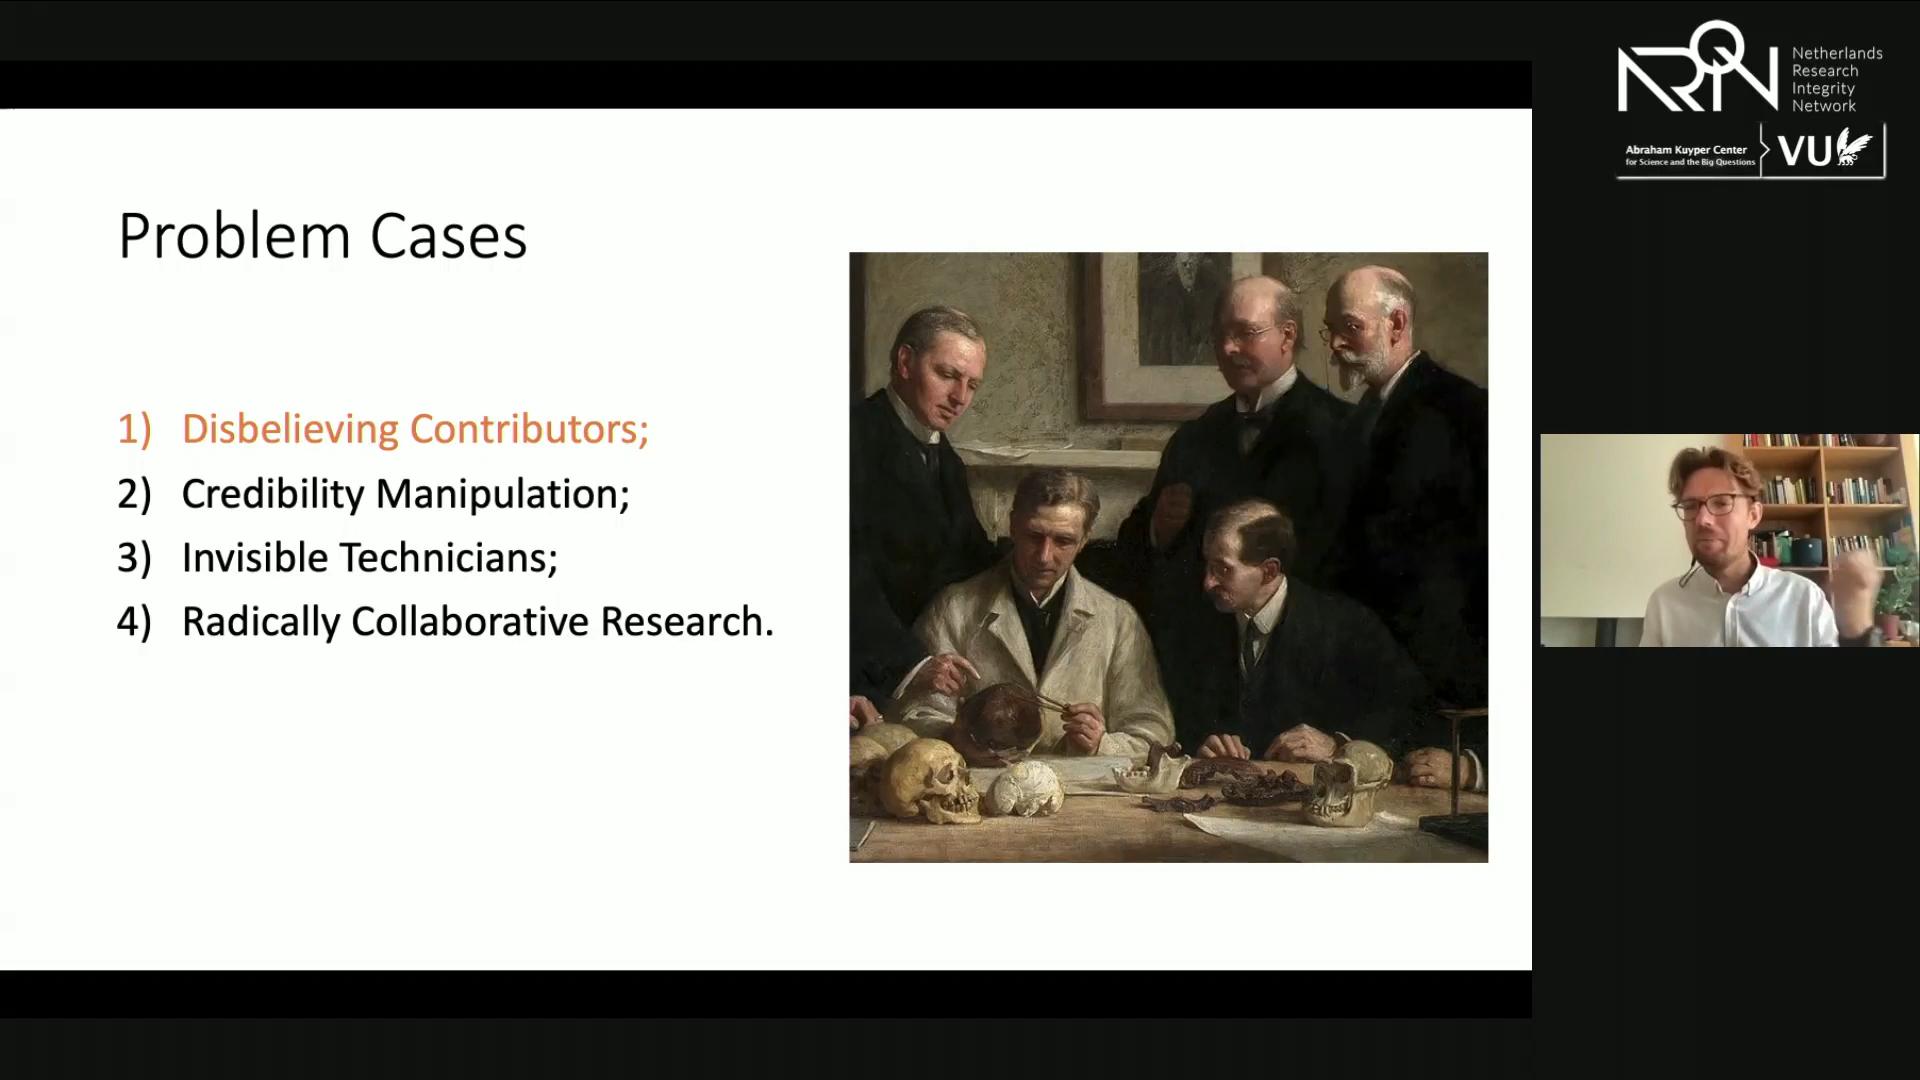 Problem Cases
1) Disbelieving Contributors;
2) Credibility Manipulation;
3) Invisible Technicians;
4) Radically Collaborative Research.
NRIN
Netherlands
Research
Integrity
Network
Abraham Kuyper Center
for Science and the Big Questions
VU